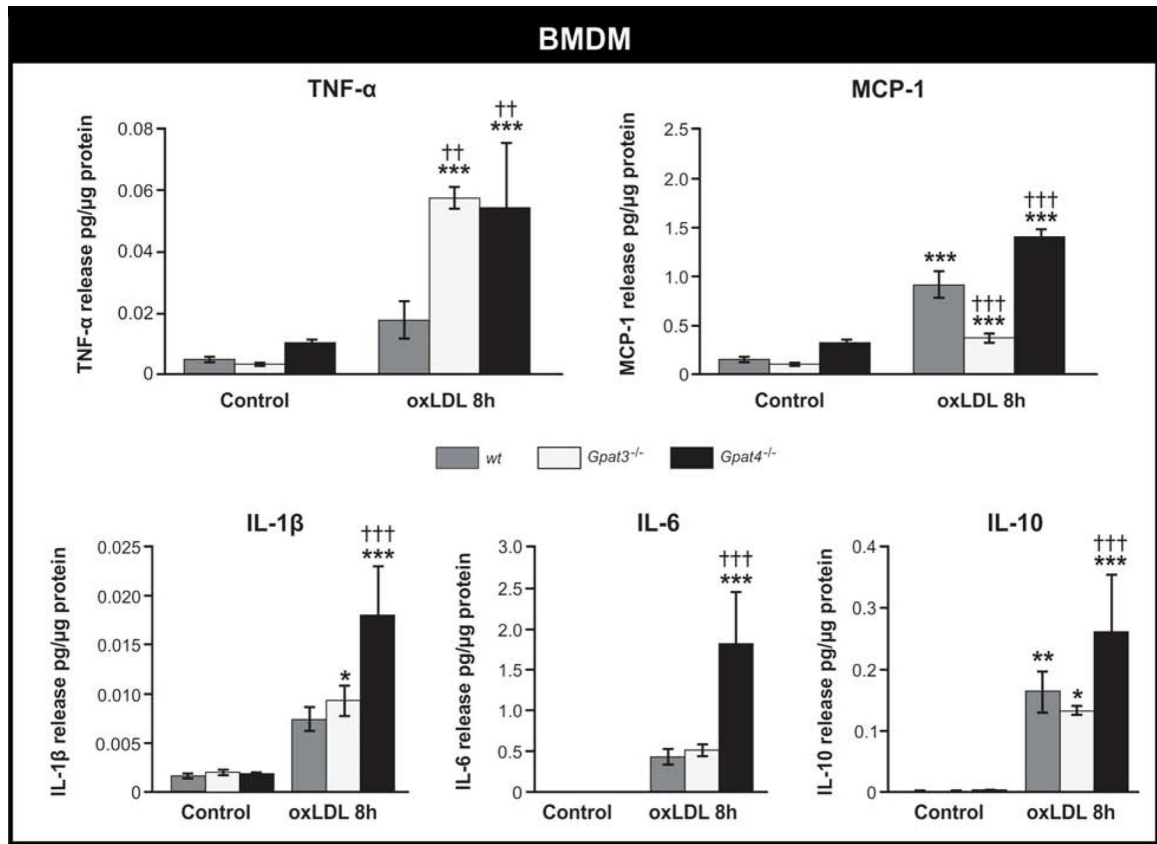 BMDM
TNF-α
TNF-α release pg/µg protein
0.08
0.06
0.04
0.02
0
††
***
††
***
Control
oxLDL 8h
MCP-1
MCP-1 release pg/µg protein
2.5
2.0
1.5
1.0
0.5
0
***
†††
***
†††
***
Control
oxLDL 8h
wt
Gpat3-/-
Gpat4-/-
IL-1β
IL-1β release pg/µg protein
0.025
0.020
0.015
0.010
0.005
0
*
†††
***
Control
oxLDL 8h
IL-6
IL-6 release pg/µg protein
3.0
2.5
2.0
1.5
1.0
0.5
0
†††
***
Control
oxLDL 8h
IL-10
IL-10 release pg/µg protein
0.4
0.3
0.2
0.1
0
**
*
†††
***
Control
oxLDL 8h